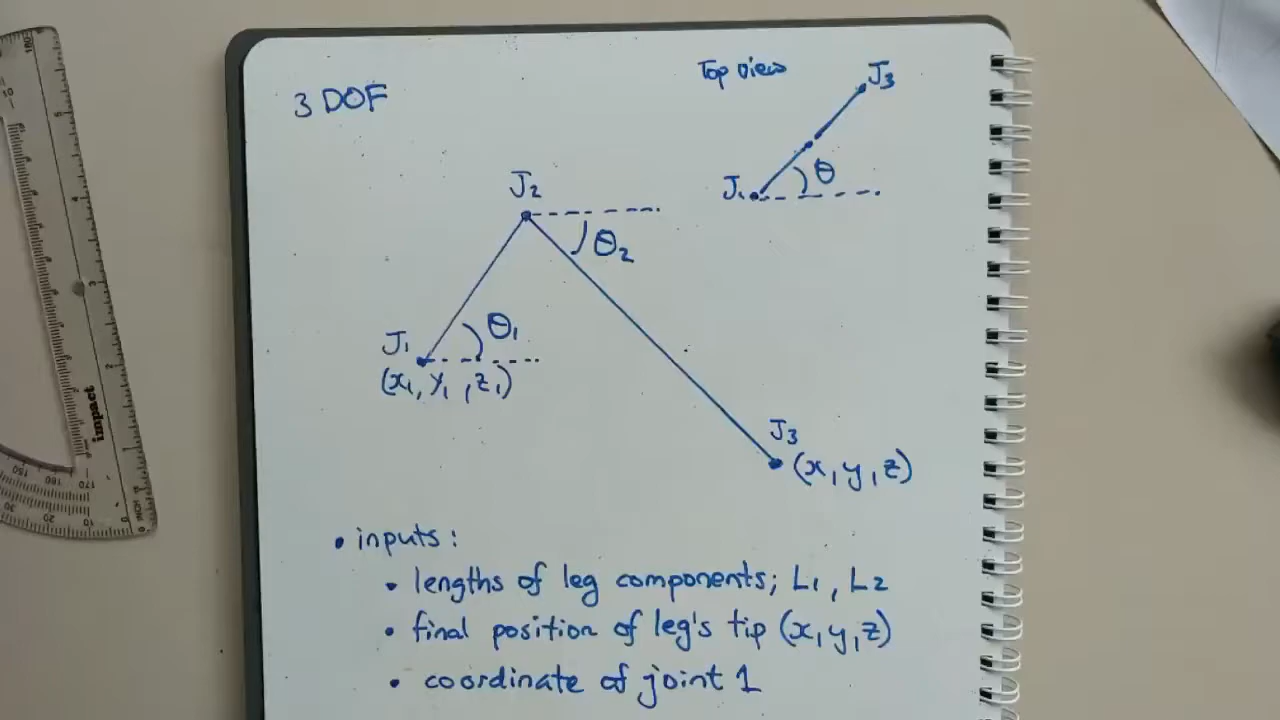 3 DOF
Top view
J3
J1
θ
J2
θ2
J1
θ1
(x1, y1, z1)
J3
(x, y, z)
• inputs:
• lengths of leg components; L1, L2
• final position of leg's tip (x, y, z)
• coordinate of joint 1
impact